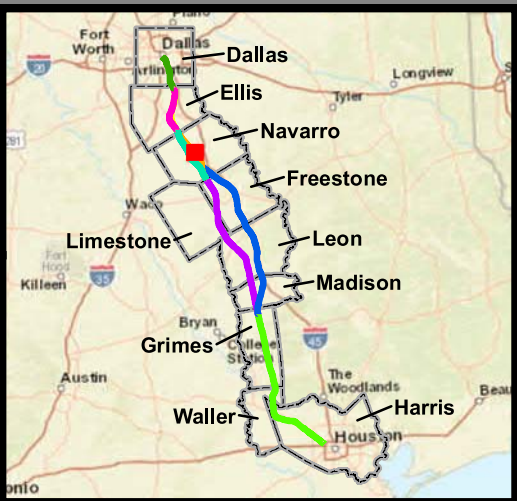 Plano
Fort
Worth
Dallas
Dallas
Arlington
20
Longview
Ellis
Tyler
Navarro
281
Freestone
Waco
Limestone
Leon
Fort
Hood
35
Killeen
Madison
Bryan
Grimes
College
Station
45
The
Woodlands
Austin
Beau
Waller
Harris
Houston
onio